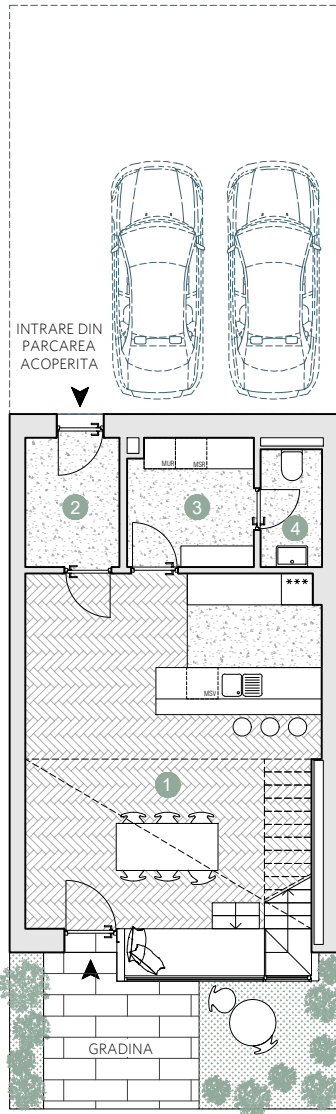 INTRARE DIN
PARCAREA
ACOPERITA
2
3
4
MUR
MSR
***
MSV
1
GRADINA